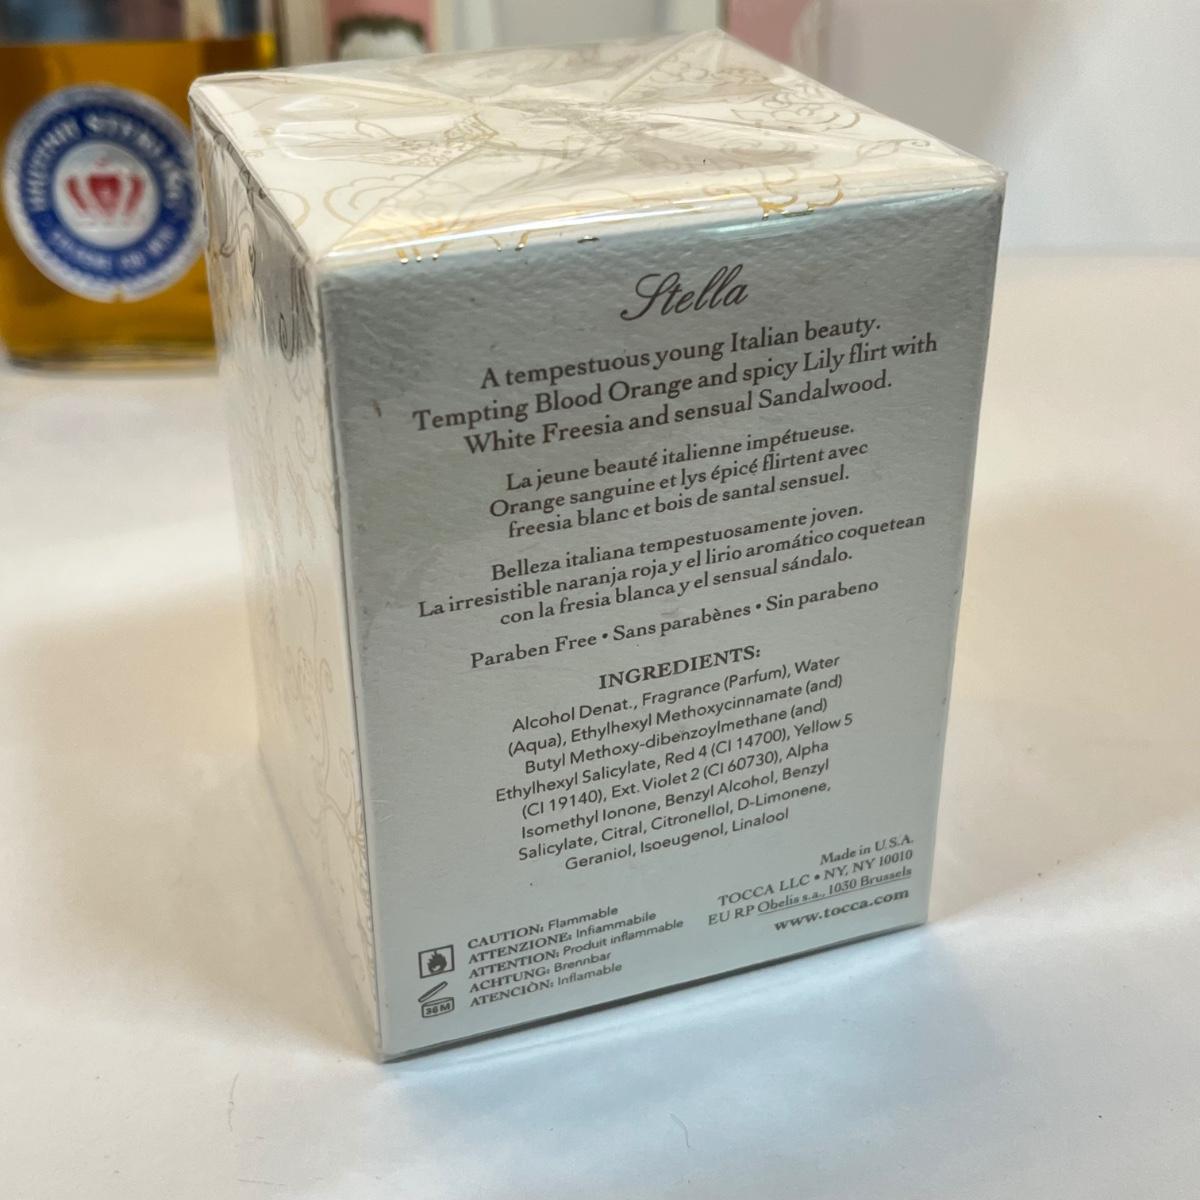 STERLING
Stella
A tempestuous young Italian beauty.
Tempting Blood Orange and spicy Lily flirt with
White Freesia and sensual Sandalwood.
La jeune beauté italienne impétueuse.
Orange sanguine et lys épicé flirtent avec
freesia blanc et bois de santal sensuel.
Belleza italiana tempestuosamente joven.
La irresistible naranja roja y el lirio aromático coquetean
con la fresia blanca y el sensual sándalo.
Paraben Free • Sans parabènes • Sin parabeno
INGREDIENTS:
Alcohol Denat., Fragrance (Parfum), Water
(Aqua), Ethylhexyl Methoxycinnamate (and)
Butyl Methoxy-dibenzoylmethane (and)
Ethylhexyl Salicylate, Red 4 (CI 14700), Yellow 5
(CI 19140), Ext. Violet 2 (CI 60730), Alpha
Isomethyl Ionone, Benzyl Alcohol, Benzyl
Salicylate, Citral, Citronellol, D-Limonene,
Geraniol, Isoeugenol, Linalool
CAUTION: Flammable
ATTENZIONE: Infiammabile
ATTENTION: Produit inflammable
ACHTUNG: Brennbar
ATENCIÒN: Inflamable
36 M
Made in U.S.A.
TOCCA LLC • NY, NY 10010
EU RP Obelis s.a., 1030 Brussels
www.tocca.com